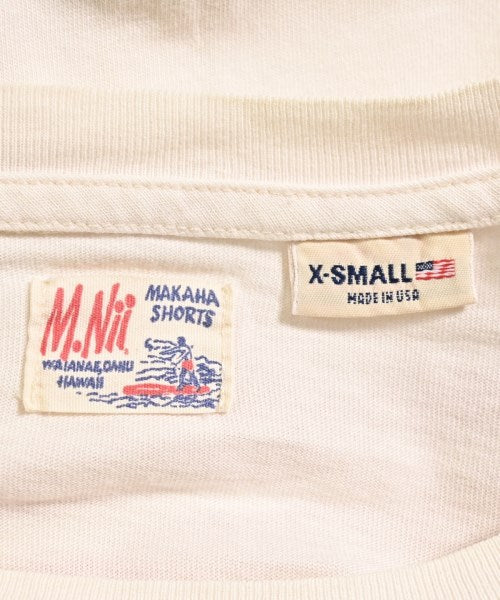 M.Nii
MAKAHA
SHORTS
WAIANAE, OAHU
HAWAII
X-SMALL
MADE IN USA